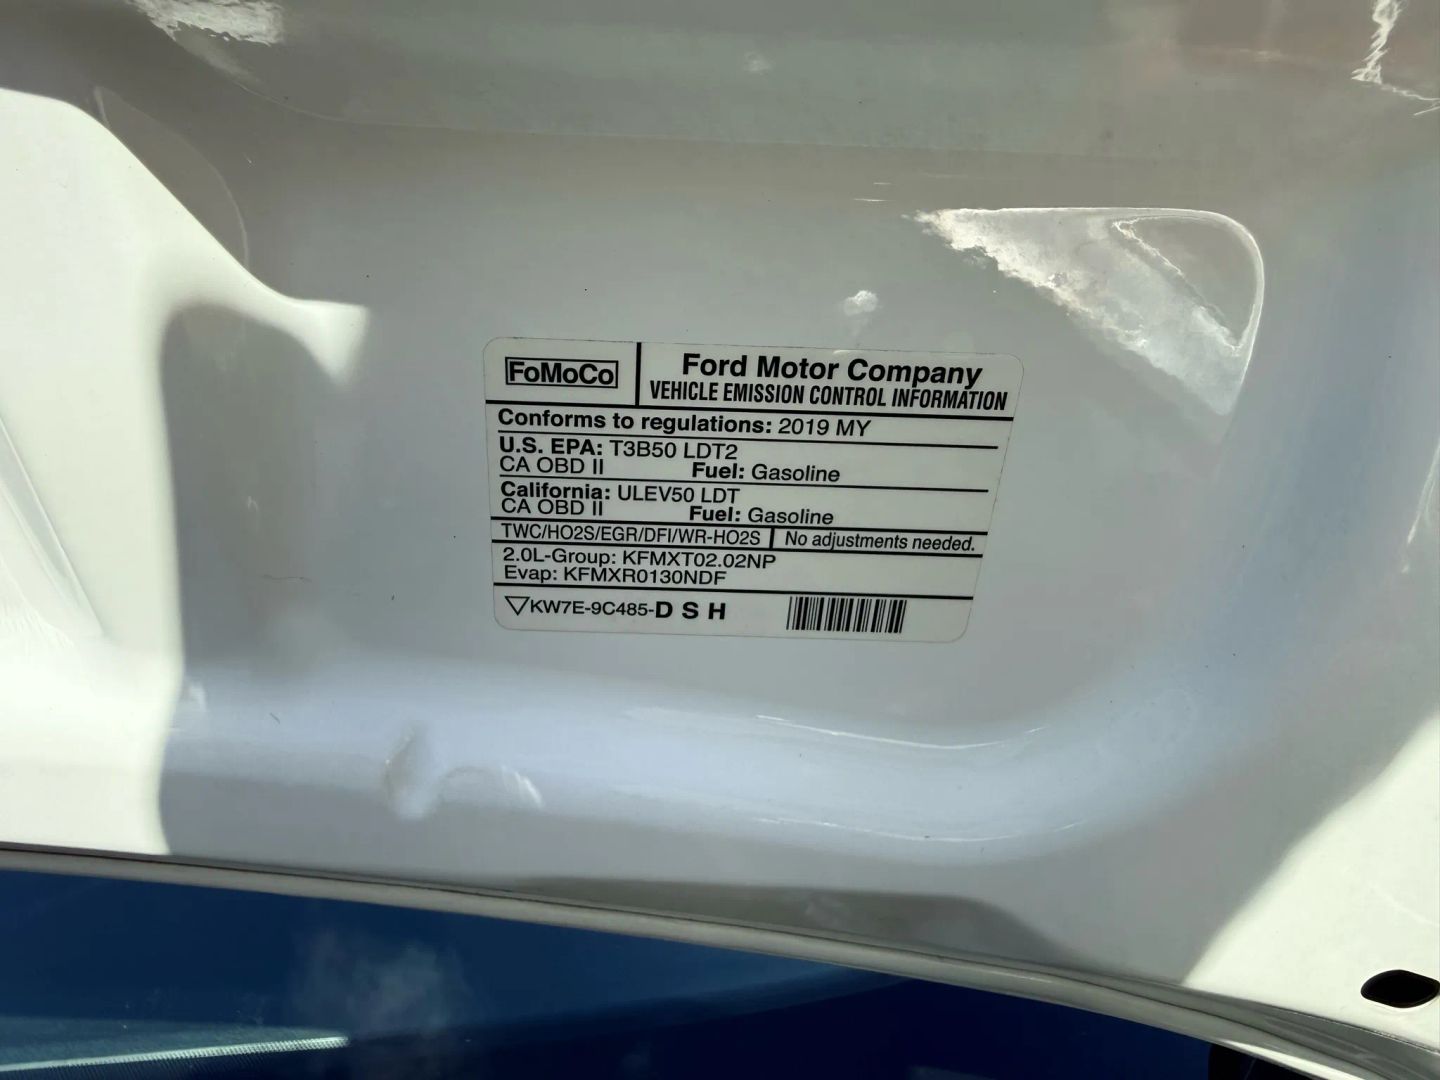 FoMoCo
Ford Motor Company
VEHICLE EMISSION CONTROL INFORMATION
Conforms to regulations: 2019 MY
U.S. EPA: T3B50 LDT2
CA OBD II Fuel: Gasoline
California: ULEV50 LDT
CA OBD II Fuel: Gasoline
TWC/HO2S/EGR/DFI/WR-HO2S No adjustments needed.
2.0L-Group: KFMXT02.02NP
Evap: KFMXR0130NDF
KW7E-9C485-D S H